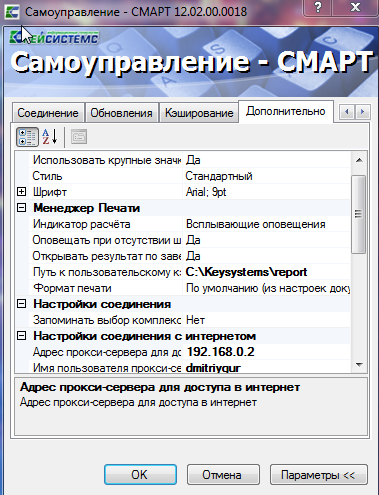 Самоуправление - СМАРТ 12.02.00.0018
КЕЙСИСТЕМС
Самоуправление - СМАРТ
Соединение Обновления Кэширование Дополнительно
Использовать крупные значк Да
Стиль Стандартный
Шрифт Arial; 9pt
Менеджер Печати
Индикатор расчёта Всплывающие оповещения
Оповещать при отсутствии ш Да
Открывать результат по заве Да
Путь к пользовательскому кэ C:\Keysystems\report
Формат печати По умолчанию (из настроек доку
Настройки соединения
Запоминать выбор комплекс Нет
Настройки соединения с интернетом
Адрес прокси-сервера для до 192.168.0.2
Имя пользователя прокси-се dmitriygur
Адрес прокси-сервера для доступа в интернет
Адрес прокси-сервера для доступа в интернет
OK Отмена Параметры <<